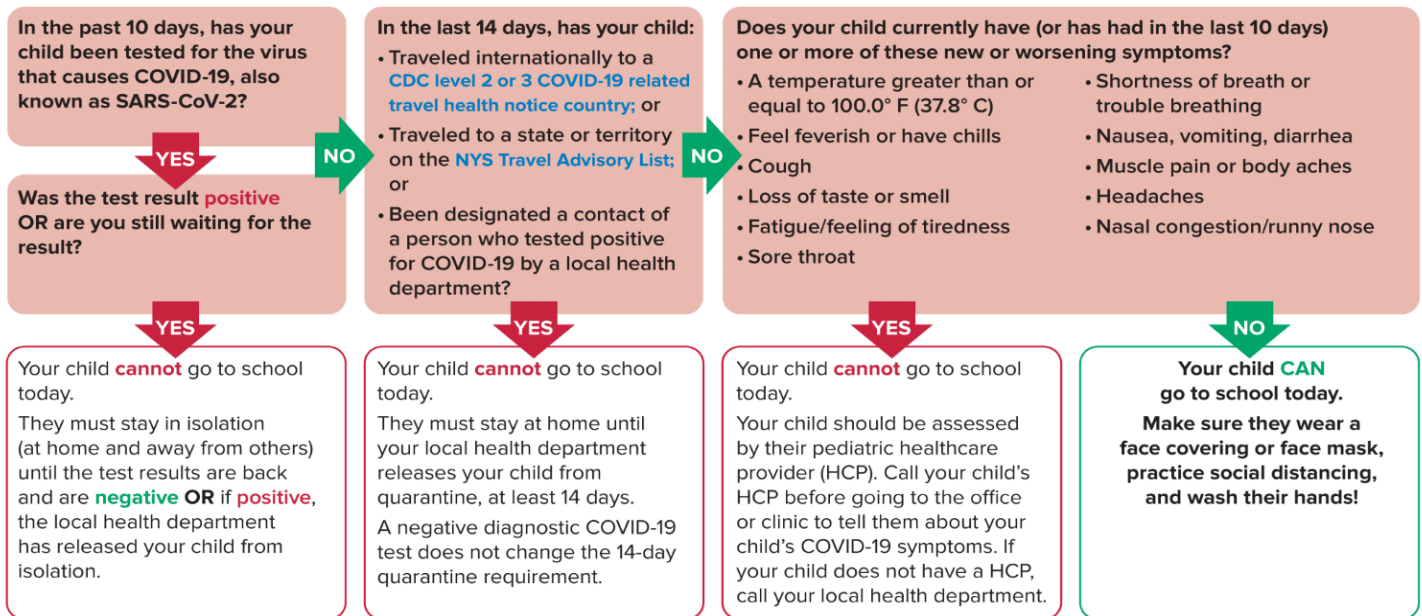 In the past 10 days, has your
child been tested for the virus
that causes COVID-19, also
known as SARS-CoV-2?
YES
NO
Was the test result positive
OR are you still waiting for the
result?
YES
Your child cannot go to school
today.
They must stay in isolation
(at home and away from others)
until the test results are back
and are negative OR if positive,
the local health department
has released your child from
isolation.
In the last 14 days, has your child:
• Traveled internationally to a
CDC level 2 or 3 COVID-19 related
travel health notice country; or
• Traveled to a state or territory
on the NYS Travel Advisory List;
or
• Been designated a contact of
a person who tested positive
for COVID-19 by a local health
department?
NO
YES
Your child cannot go to school
today.
They must stay at home until
your local health department
releases your child from
quarantine, at least 14 days.
A negative diagnostic COVID-19
test does not change the 14-day
quarantine requirement.
Does your child currently have (or has had in the last 10 days)
one or more of these new or worsening symptoms?
• A temperature greater than or
equal to 100.0° F (37.8° C)
• Feel feverish or have chills
• Cough
• Loss of taste or smell
• Fatigue/feeling of tiredness
• Sore throat
• Shortness of breath or
trouble breathing
• Nausea, vomiting, diarrhea
• Muscle pain or body aches
• Headaches
• Nasal congestion/runny nose
YES
Your child cannot go to school
today.
Your child should be assessed
by their pediatric healthcare
provider (HCP). Call your child’s
HCP before going to the office
or clinic to tell them about your
child’s COVID-19 symptoms. If
your child does not have a HCP,
call your local health department.
NO
Your child CAN
go to school today.
Make sure they wear a
face covering or face mask,
practice social distancing,
and wash their hands!